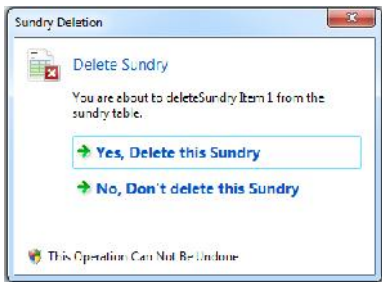 Sundry Deletion
Delete Sundry
You are about to deleteSundry Item 1 from the
sundry table.
Yes, Delete this Sundry
No, Don't delete this Sundry
This Operation Can Not Be Undone